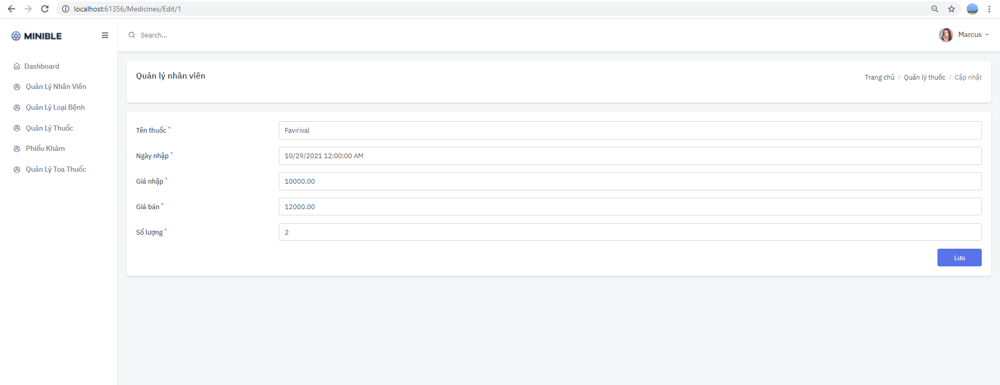 localhost:61356/Medicines/Edit/1
MINIBLE
Search...
Marcus
Dashboard
Quản Lý Nhân Viên
Quản Lý Loại Bệnh
Quản Lý Thuốc
Phiếu Khám
Quản Lý Toa Thuốc
Quản lý nhân viên
Trang chủ / Quản lý thuốc / Cập nhật
Tên thuốc * Favirival
Ngày nhập * 10/29/2021 12:00:00 AM
Giá nhập * 10000.00
Giá bán * 12000.00
Số lượng * 2
Lưu